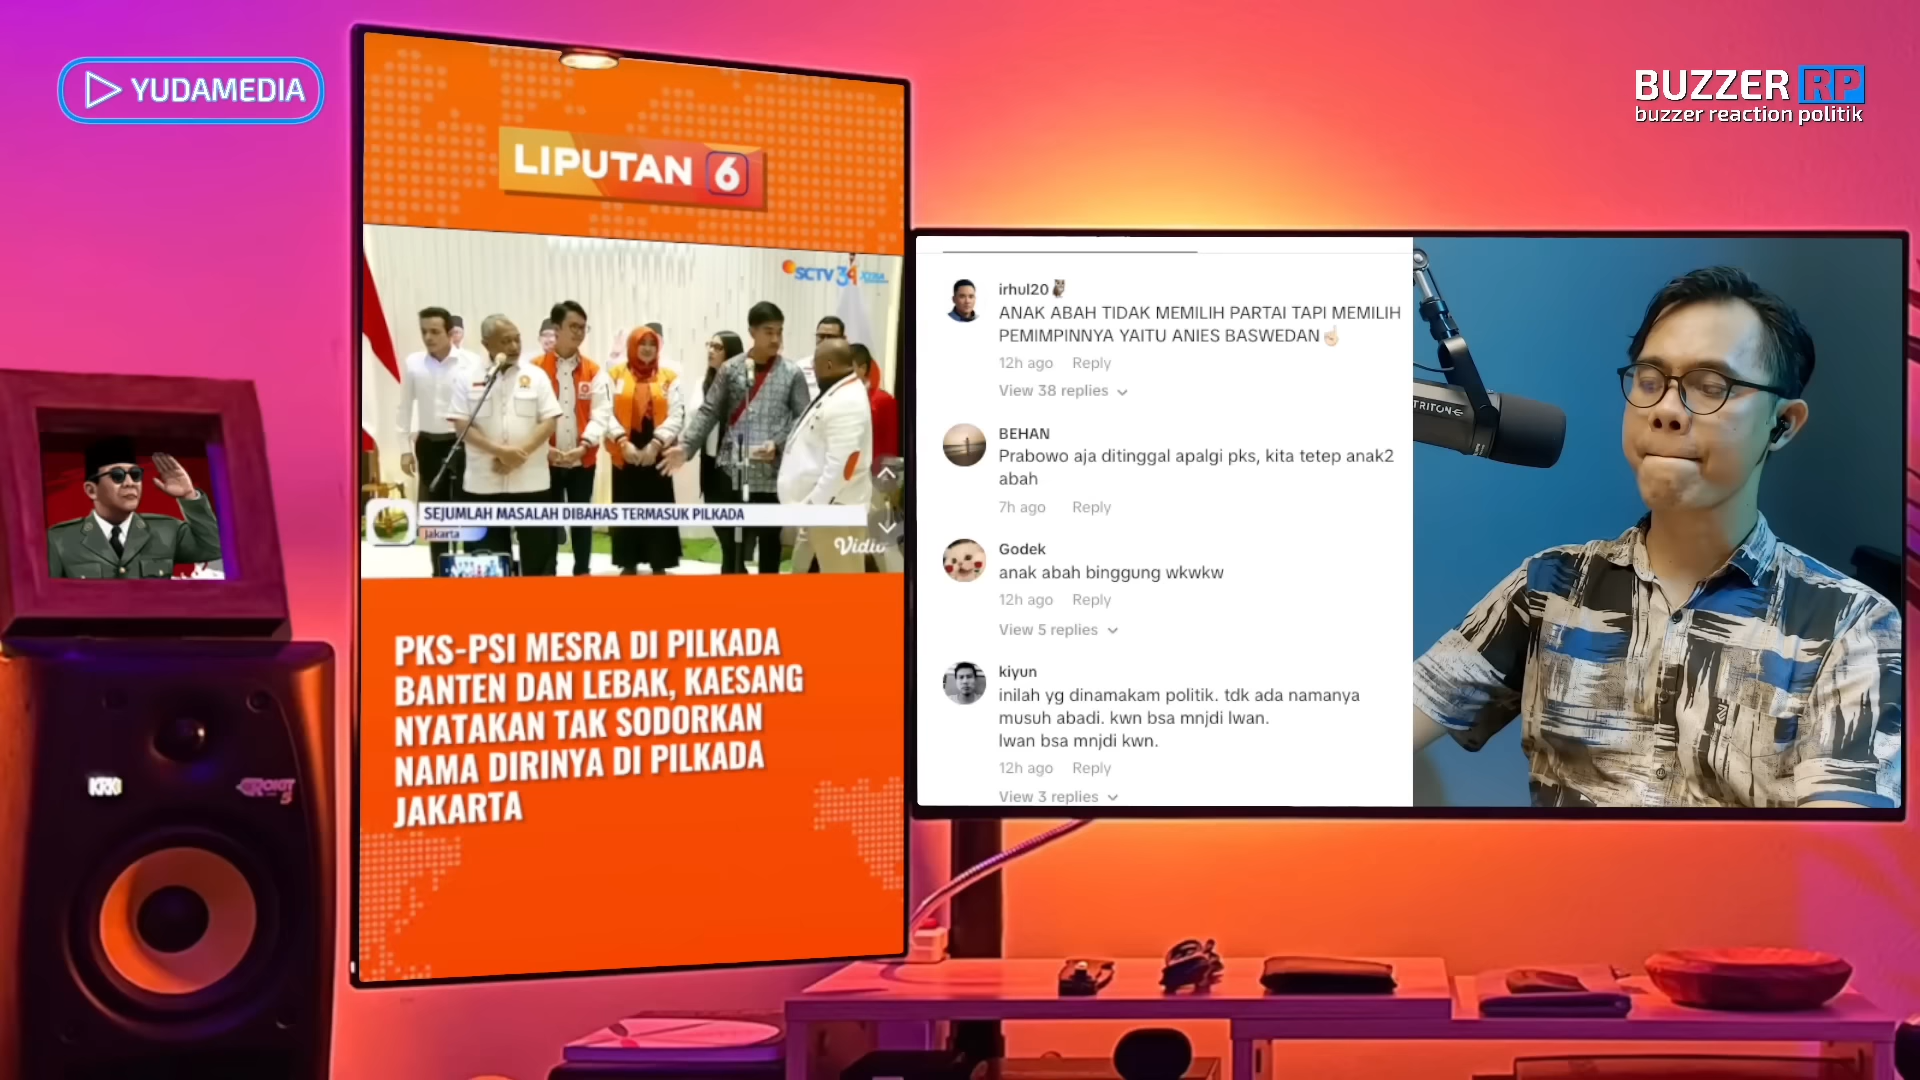 YUDAMEDIA
BUZZER RP
buzzer reaction politik
LIPUTAN 6
SCTV 34
SEJUMLAH MASALAH DIBAHAS TERMASUK PILKADA
Jakarta
Vidio
PKS-PSI MESRA DI PILKADA
BANTEN DAN LEBAK, KAESANG
NYATAKAN TAK SODORKAN
NAMA DIRINYA DI PILKADA
JAKARTA
irhul20
ANAK ABAH TIDAK MEMILIH PARTAI TAPI MEMILIH
PEMIMPINNYA YAITU ANIES BASWEDAN☝🏻
12h ago Reply
View 38 replies
BEHAN
Prabowo aja ditinggal apalgi pks, kita tetep anak2
abah
7h ago Reply
Godek
anak abah binggung wkwkw
12h ago Reply
View 5 replies
kiyun
inilah yg dinamakam politik. tdk ada namanya
musuh abadi. kwn bsa mnjdi lwan.
lwan bsa mnjdi kwn.
12h ago Reply
View 3 replies
TRITON
KRK
ROKIT 5